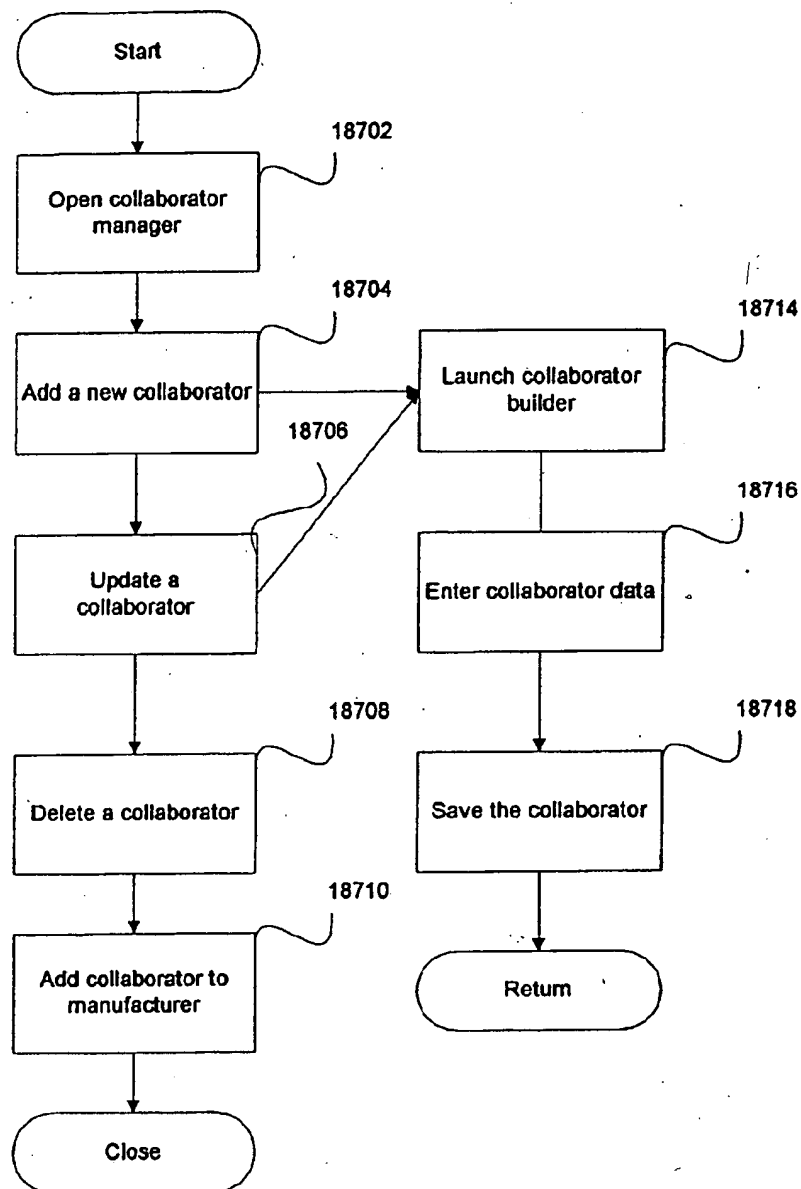 Start
18702
Open collaborator
manager
18704
Add a new collaborator
18706
Update a
collaborator
18708
Delete a collaborator
18710
Add collaborator to
manufacturer
Close
18714
Launch collaborator
builder
18716
Enter collaborator data
18718
Save the collaborator
Return